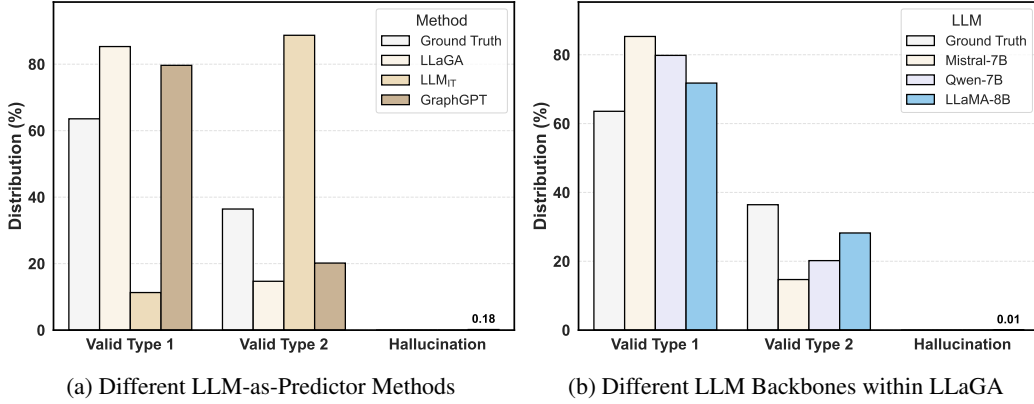 Method
Ground Truth
LLaGA
LLM_IT
GraphGPT
Distribution (%)
80
60
40
20
0
0.18
Valid Type 1
Valid Type 2
Hallucination
(a) Different LLM-as-Predictor Methods
LLM
Ground Truth
Mistral-7B
Qwen-7B
LLaMA-8B
Distribution (%)
80
60
40
20
0
0.01
Valid Type 1
Valid Type 2
Hallucination
(b) Different LLM Backbones within LLaGA